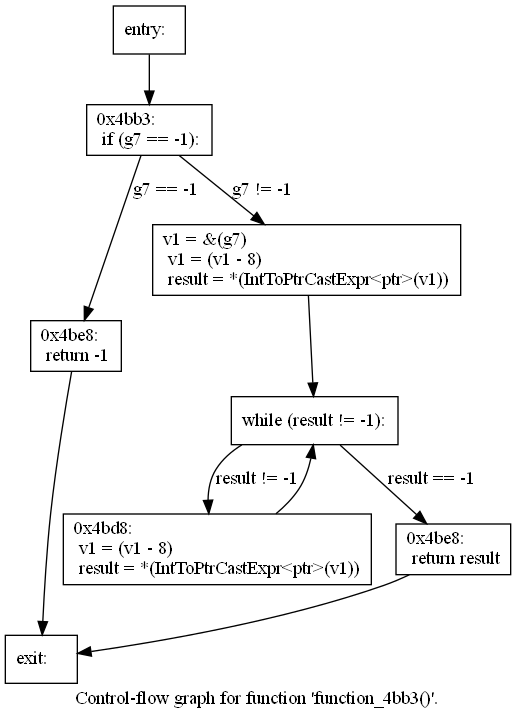 entry:
0x4bb3:
if (g7 == -1):
g7 == -1
g7 != -1
v1 = &(g7)
v1 = (v1 - 8)
result = *(IntToPtrCastExpr<ptr>(v1))
0x4be8:
return -1
while (result != -1):
result != -1
result == -1
0x4bd8:
v1 = (v1 - 8)
result = *(IntToPtrCastExpr<ptr>(v1))
0x4be8:
return result
exit:
Control-flow graph for function 'function_4bb3()'.